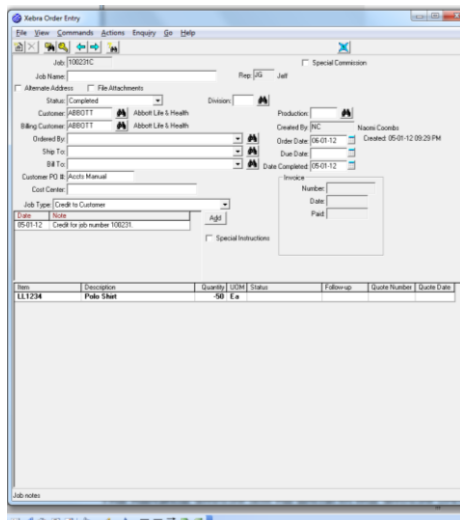 Xebra Order Entry
File View Commands Actions Enquiry Go Help
Job: 100231C Special Commission
Job Name: Rep: JG Jeff
Alternate Address File Attachments
Status: Completed Division:
Customer: ABBOTT Abbott Life & Health Production:
Billing Customer: ABBOTT Abbott Life & Health Created By: NC Naomi Coombs
Ordered By: Order Date: 06-01-12 Created: 05-01-12 09:29 PM
Ship To: Due Date:
Bill To: Date Completed: 05-01-12
Customer PO #: Accts Manual Invoice
Cost Center: Number:
Job Type: Credit to Customer Date:
Date Note Add Paid:
05-01-12 Credit for job number 100231.
Special Instructions
Item Description Quantity UOM Status Follow-up Quote Number Quote Date
LL1234 Polo Shirt -50 Ea
Job notes